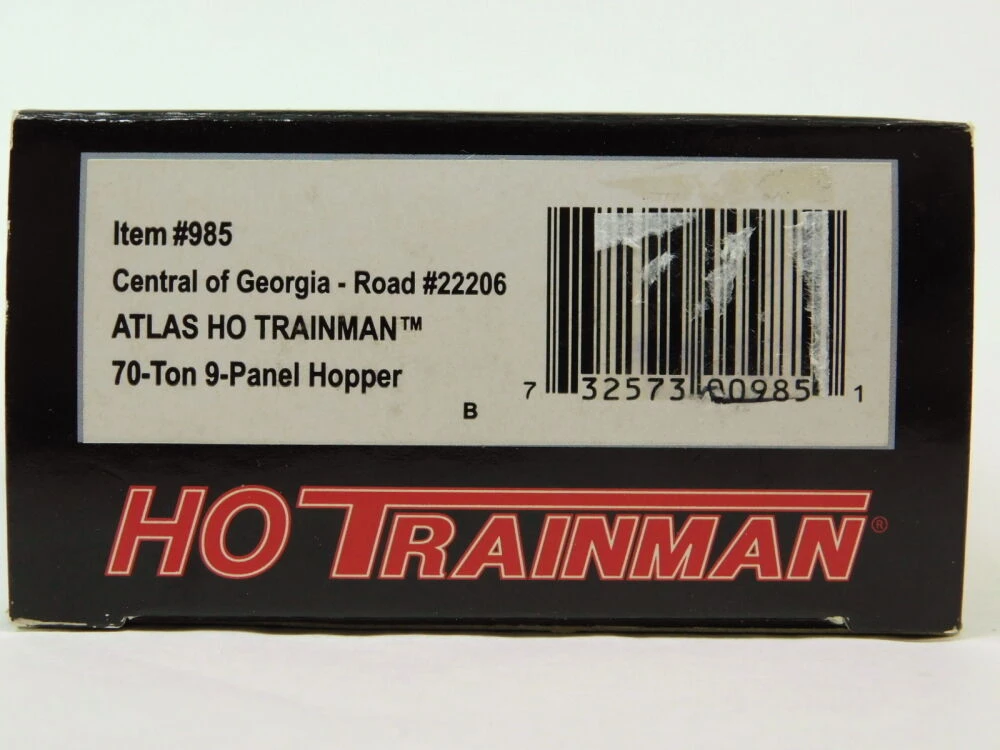 Item #985
Central of Georgia - Road #22206
ATLAS HO TRAINMAN™
70-Ton 9-Panel Hopper
B
7 32573 00985 1
HO TRAINMAN®